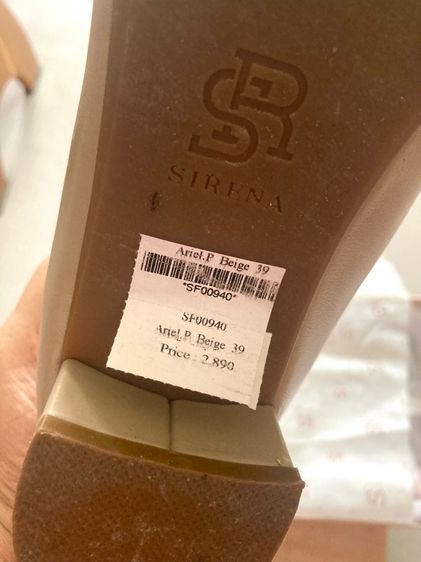 SR
SIRENA
Ariel.P Beige 39
*SF00940*
SF00940
Ariel.P Beige 39
Price : 2,890